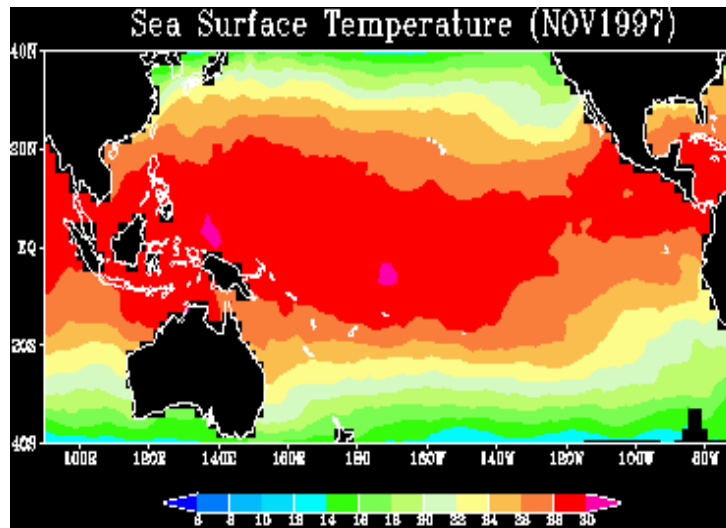 Sea Surface Temperature (NOV1997)
40N
20N
EQ
20S
40S
100E 120E 140E 160E 180 160W 140W 120W 100W 80W
6 8 10 12 14 16 18 20 22 24 26 28 30